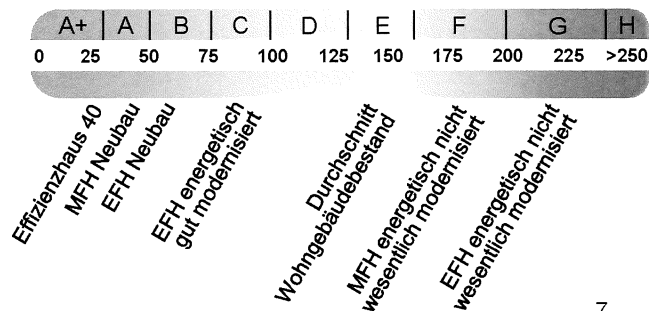 A+ A B C D E F G H
0 25 50 75 100 125 150 175 200 225 >250
Effizienzhaus 40
MFH Neubau
EFH Neubau
EFH energetisch
gut modernisiert
Durchschnitt
Wohngebäudebestand
MFH energetisch nicht
wesentlich modernisiert
EFH energetisch nicht
wesentlich modernisiert
7